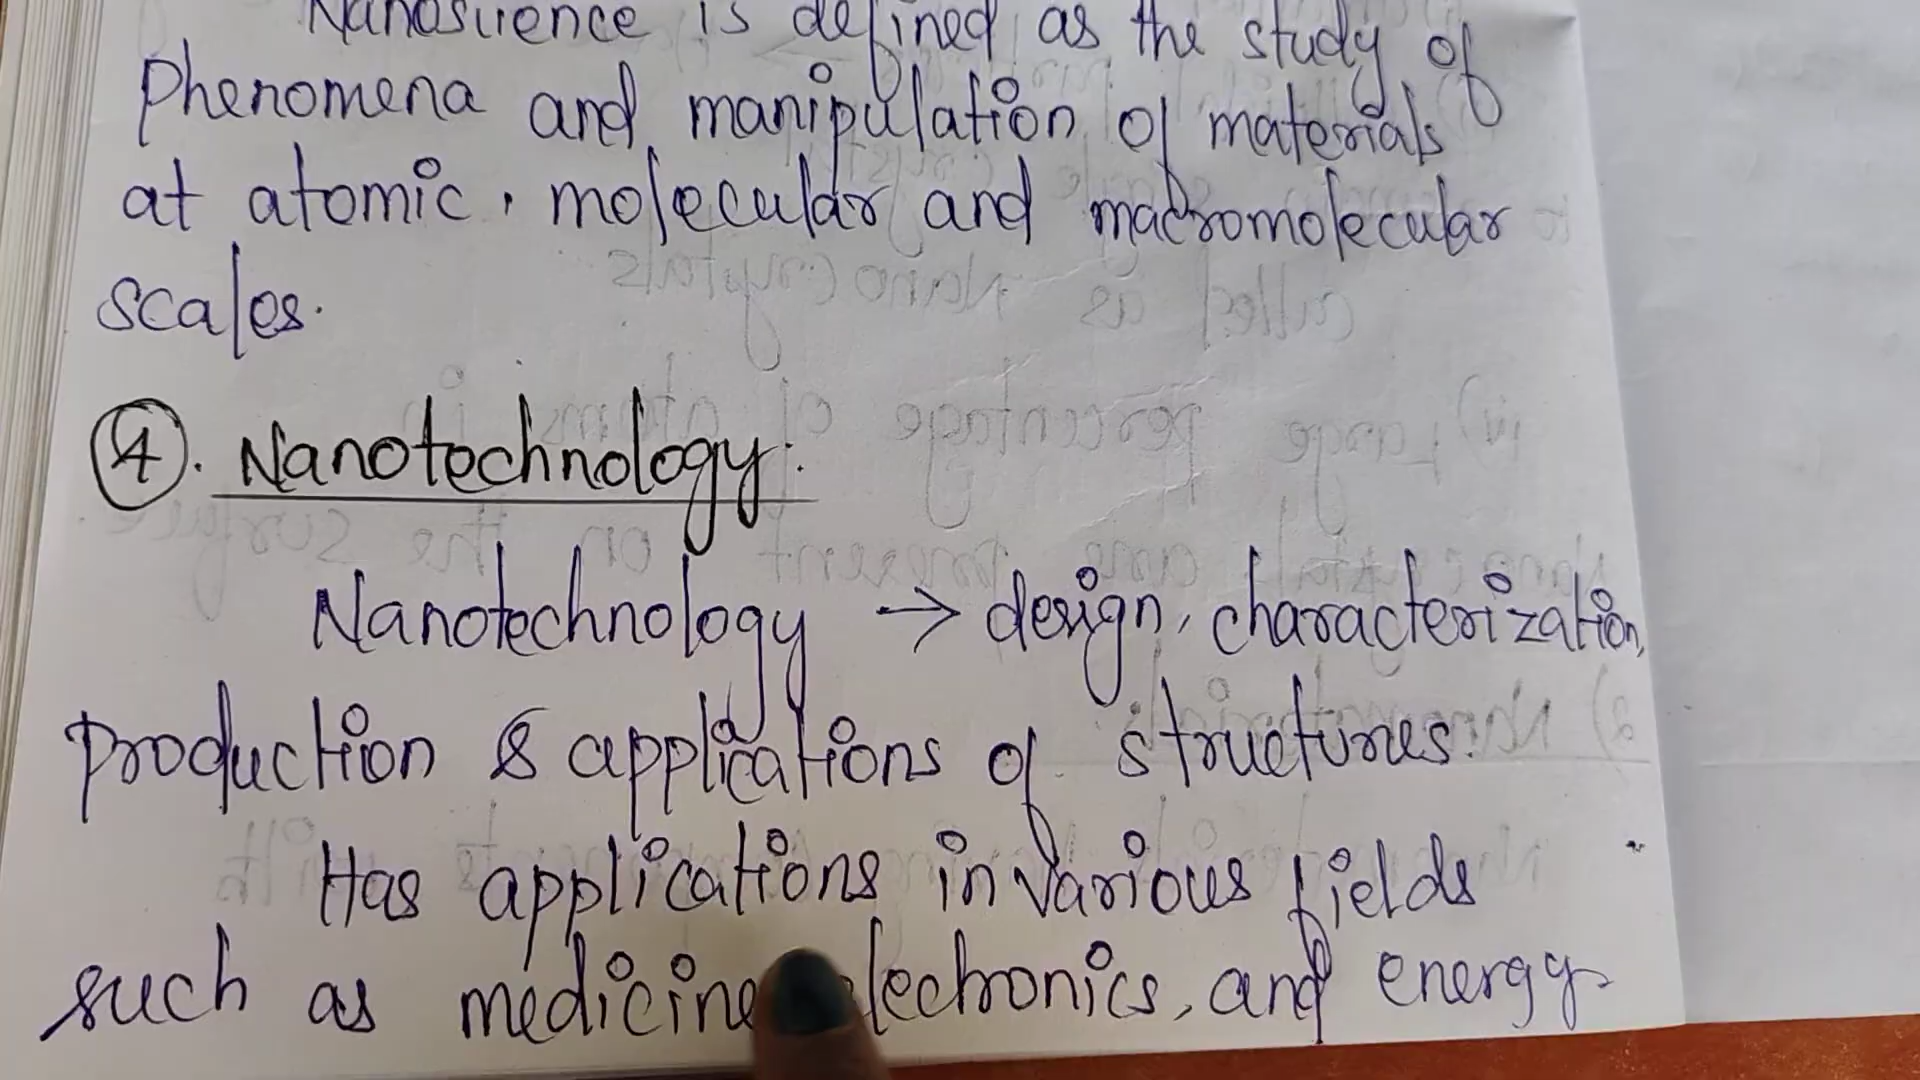 Nanoscience is defined as the study of
Phenomena and manipulation of materials
at atomic, molecular and macromolecular
scales.
4. Nanotechnology:
Nanotechnology → design, characterization,
production & applications of structures.
Has applications in various fields
such as medicine electronics, and energy.